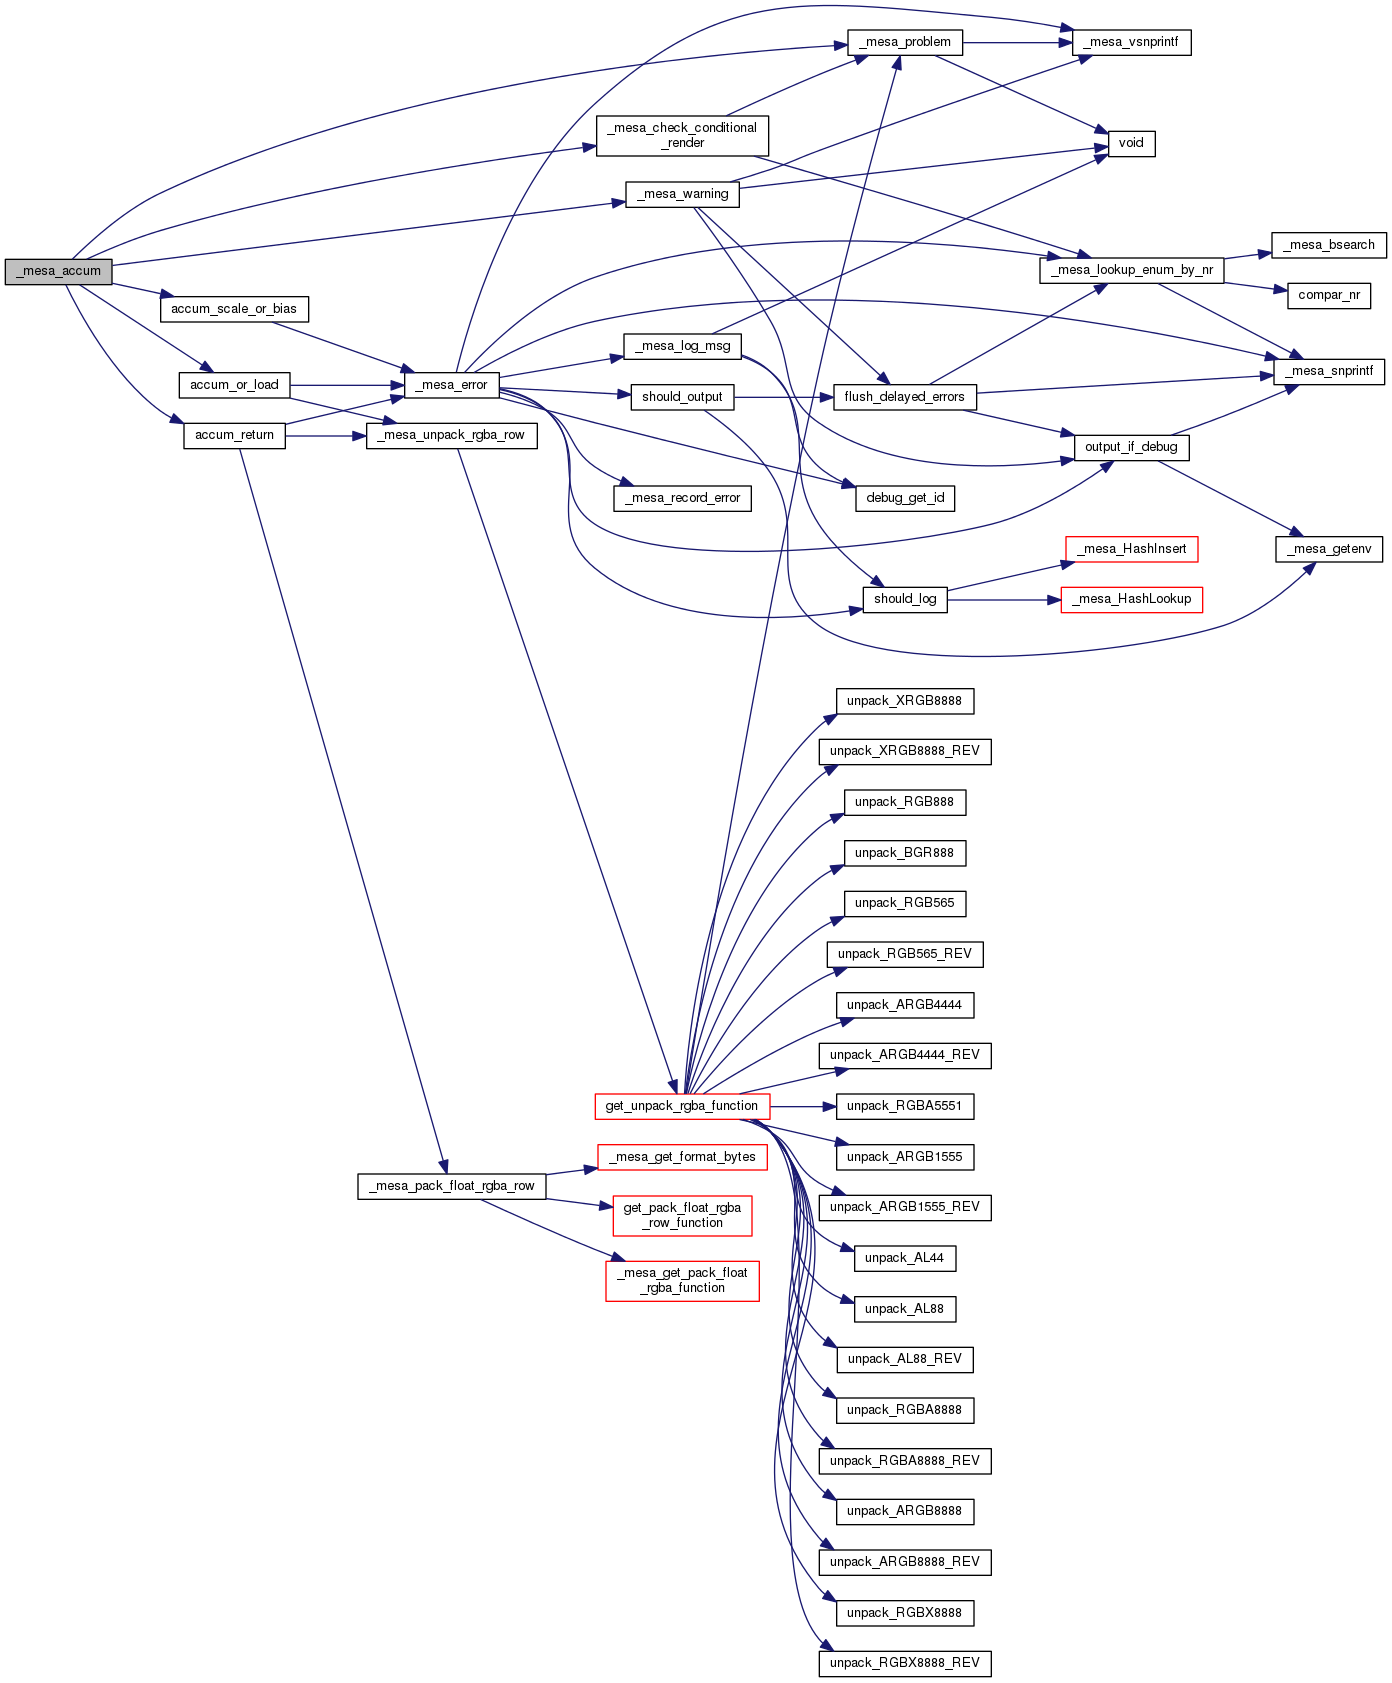 _mesa_accum
accum_scale_or_bias
accum_or_load
accum_return
_mesa_error
_mesa_unpack_rgba_row
_mesa_pack_float_rgba_row
_mesa_check_conditional
_render
_mesa_warning
_mesa_log_msg
should_output
_mesa_record_error
get_unpack_rgba_function
_mesa_get_format_bytes
get_pack_float_rgba
_row_function
_mesa_get_pack_float
_rgba_function
_mesa_problem
flush_delayed_errors
debug_get_id
should_log
unpack_XRGB8888
unpack_XRGB8888_REV
unpack_RGB888
unpack_BGR888
unpack_RGB565
unpack_RGB565_REV
unpack_ARGB4444
unpack_ARGB4444_REV
unpack_RGBA5551
unpack_ARGB1555
unpack_ARGB1555_REV
unpack_AL44
unpack_AL88
unpack_AL88_REV
unpack_RGBA8888
unpack_RGBA8888_REV
unpack_ARGB8888
unpack_ARGB8888_REV
unpack_RGBX8888
unpack_RGBX8888_REV
_mesa_vsnprintf
void
_mesa_lookup_enum_by_nr
output_if_debug
_mesa_HashInsert
_mesa_HashLookup
_mesa_bsearch
compar_nr
_mesa_snprintf
_mesa_getenv